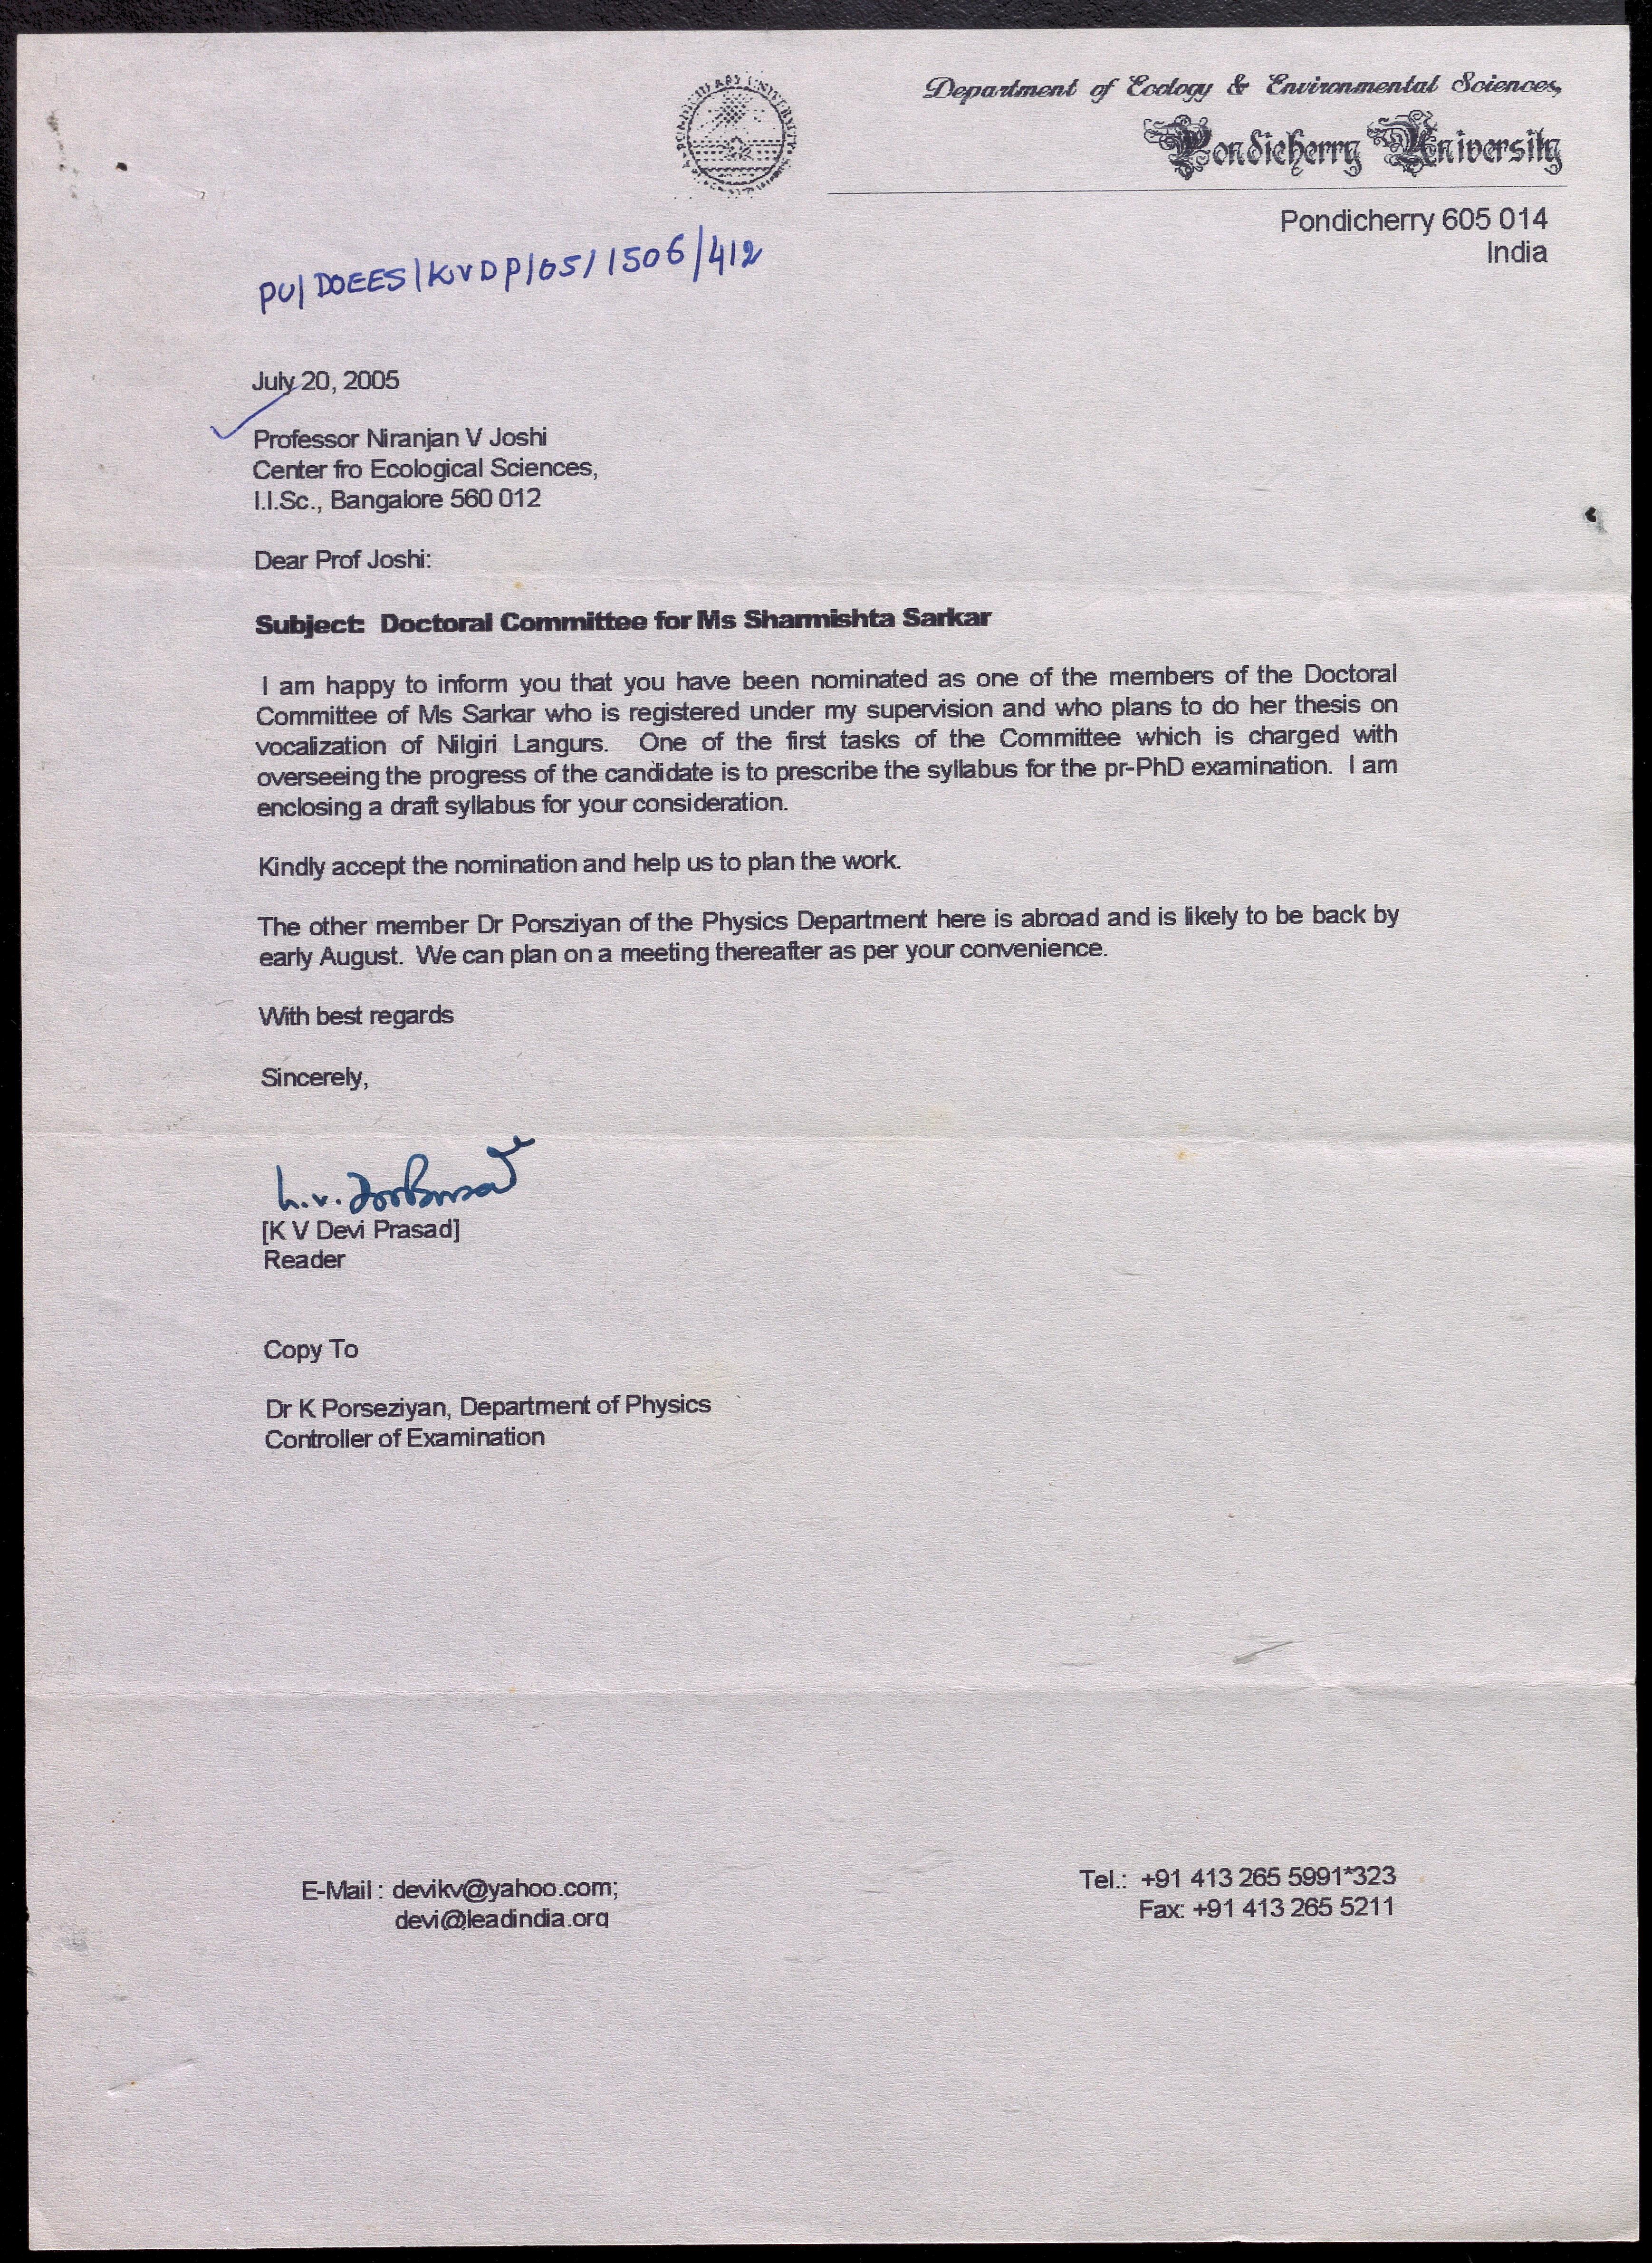 Department of Ecology & Environmental Sciences,
Pondicherry University
Pondicherry 605 014
India
PU/DOEES/KVDP/05/1506/412
July 20, 2005
Professor Niranjan V Joshi
Center fro Ecological Sciences,
I.I.Sc., Bangalore 560 012
Dear Prof Joshi:
Subject: Doctoral Committee for Ms Sharmishta Sarkar
I am happy to inform you that you have been nominated as one of the members of the Doctoral
Committee of Ms Sarkar who is registered under my supervision and who plans to do her thesis on
vocalization of Nilgiri Langurs. One of the first tasks of the Committee which is charged with
overseeing the progress of the candidate is to prescribe the syllabus for the pr-PhD examination. I am
enclosing a draft syllabus for your consideration.
Kindly accept the nomination and help us to plan the work.
The other member Dr Porsziyan of the Physics Department here is abroad and is likely to be back by
early August. We can plan on a meeting thereafter as per your convenience.
With best regards
Sincerely,
[K V Devi Prasad]
Reader
Copy To
Dr K Porseziyan, Department of Physics
Controller of Examination
E-Mail : devikv@yahoo.com;
devi@leadindia.org
Tel.: +91 413 265 5991*323
Fax: +91 413 265 5211